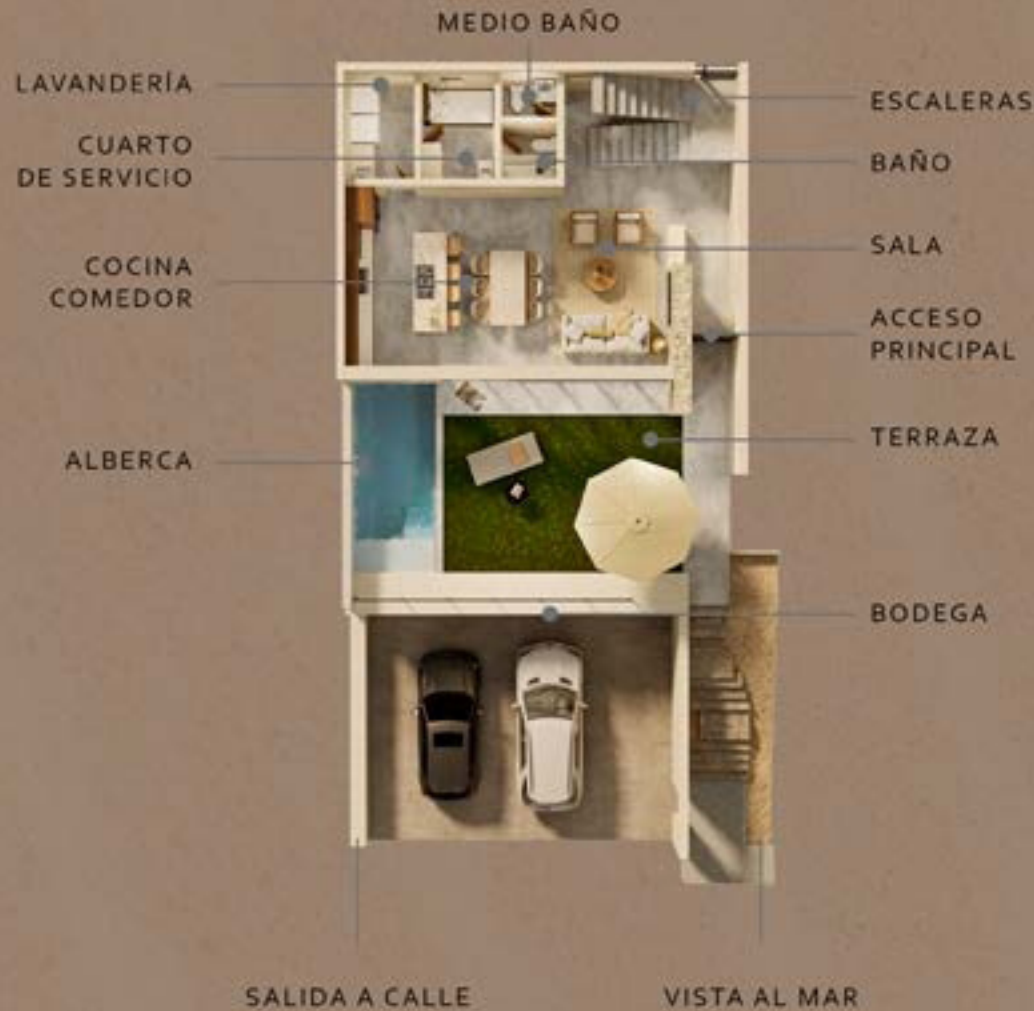 MEDIO BAÑO
LAVANDERÍA
ESCALERAS
CUARTO
DE SERVICIO
BAÑO
SALA
COCINA
COMEDOR
ACCESO
PRINCIPAL
TERRAZA
ALBERCA
BODEGA
SALIDA A CALLE
VISTA AL MAR